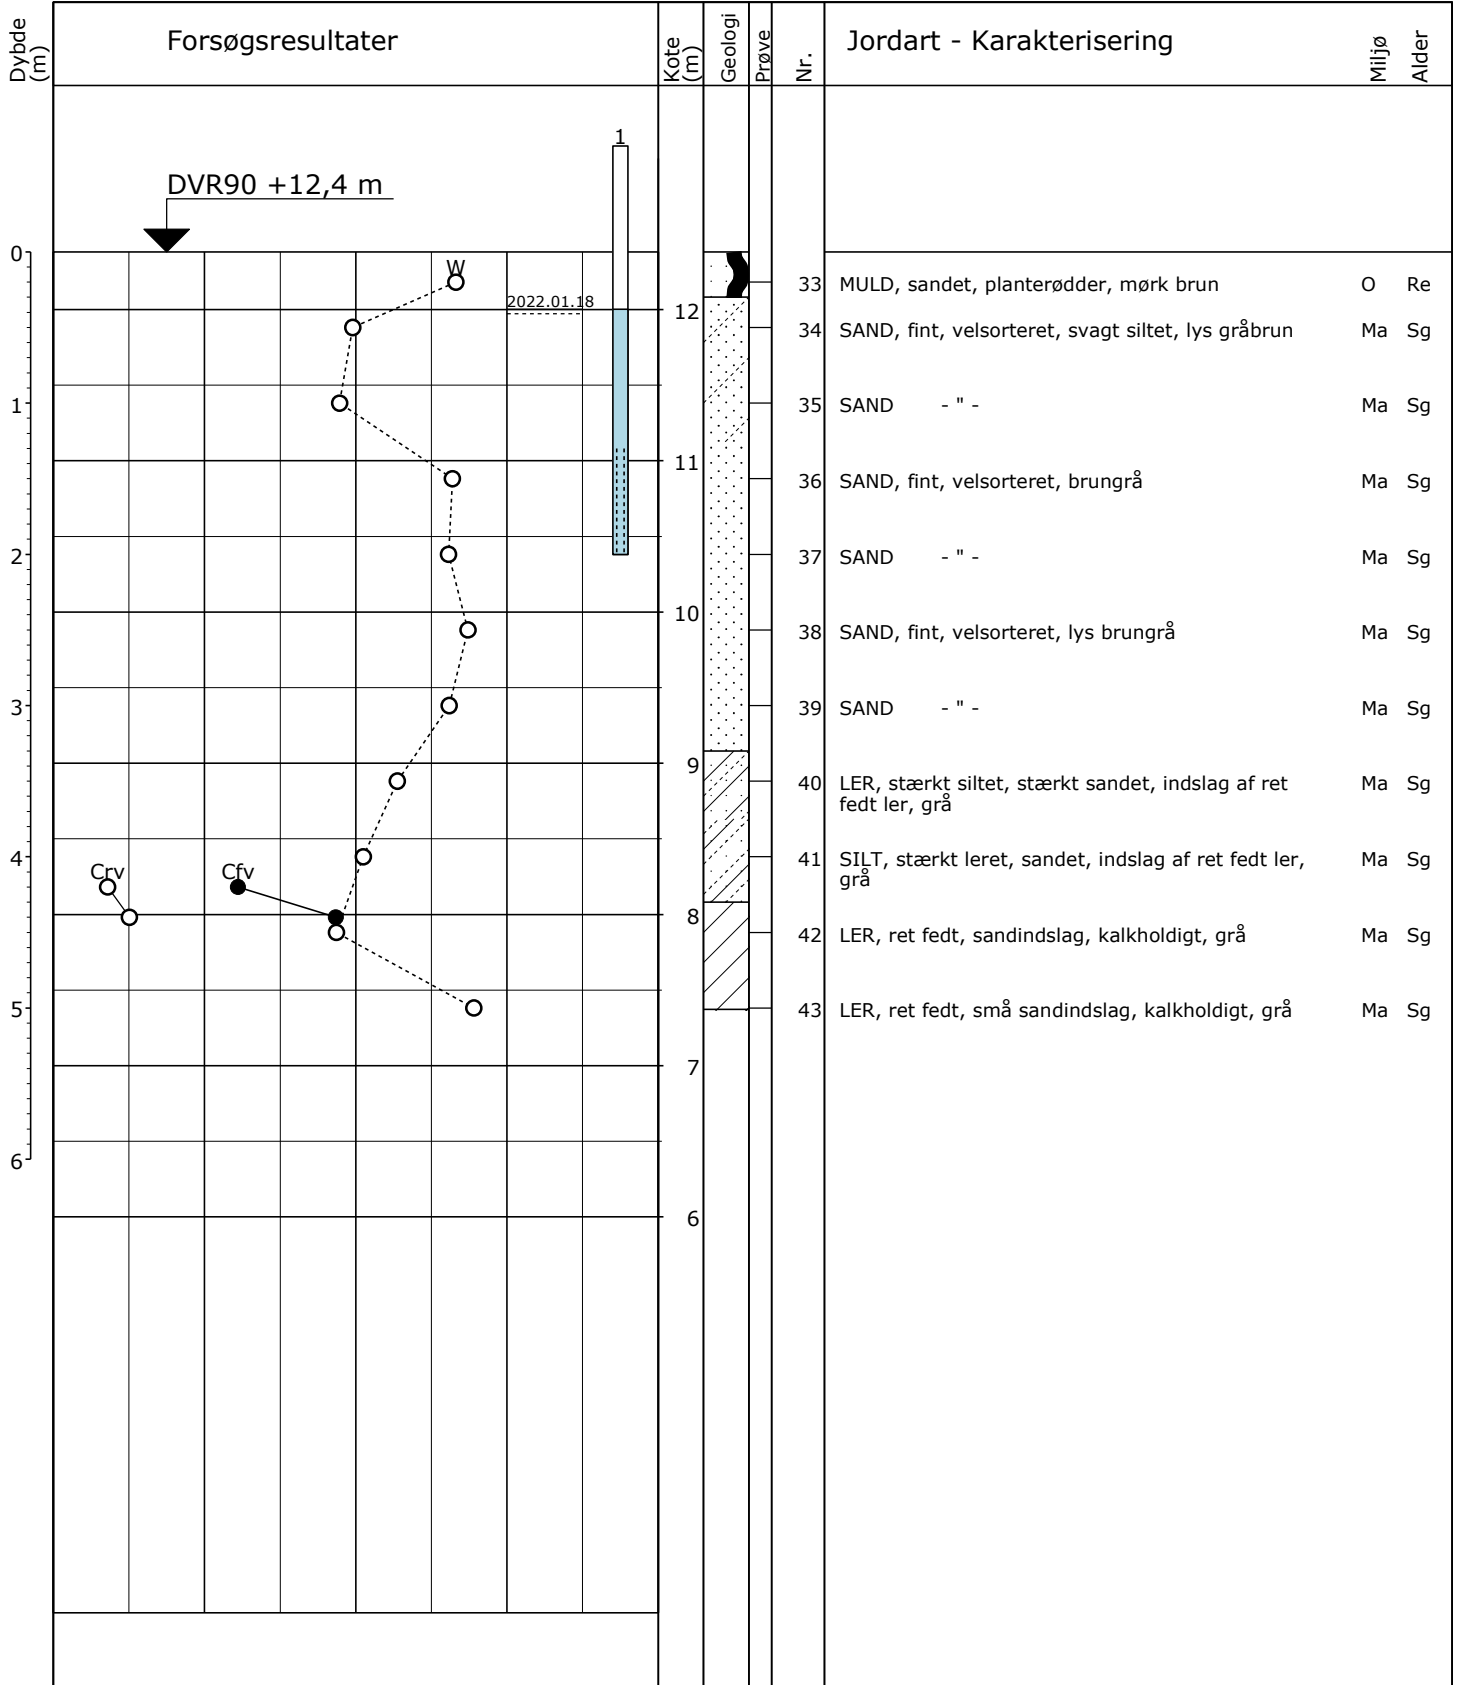 Dybde
(m)
Forsøgsresultater
Kote
(m)
Geologi
Prøve
Nr.
Jordart - Karakterisering
Miljø
Alder
1
DVR90 +12,4 m
0
W
2022.01.18
12
33 MULD, sandet, planterødder, mørk brun O Re
34 SAND, fint, velsorteret, svagt siltet, lys gråbrun Ma Sg
1
35 SAND - " - Ma Sg
11
36 SAND, fint, velsorteret, brungrå Ma Sg
2
37 SAND - " - Ma Sg
10
38 SAND, fint, velsorteret, lys brungrå Ma Sg
3
39 SAND - " - Ma Sg
9
40 LER, stærkt siltet, stærkt sandet, indslag af ret Ma Sg
fedt ler, grå
4
41 SILT, stærkt leret, sandet, indslag af ret fedt ler, Ma Sg
grå
Crv
Cfv
8
42 LER, ret fedt, sandindslag, kalkholdigt, grå Ma Sg
5
43 LER, ret fedt, små sandindslag, kalkholdigt, grå Ma Sg
7
6
6